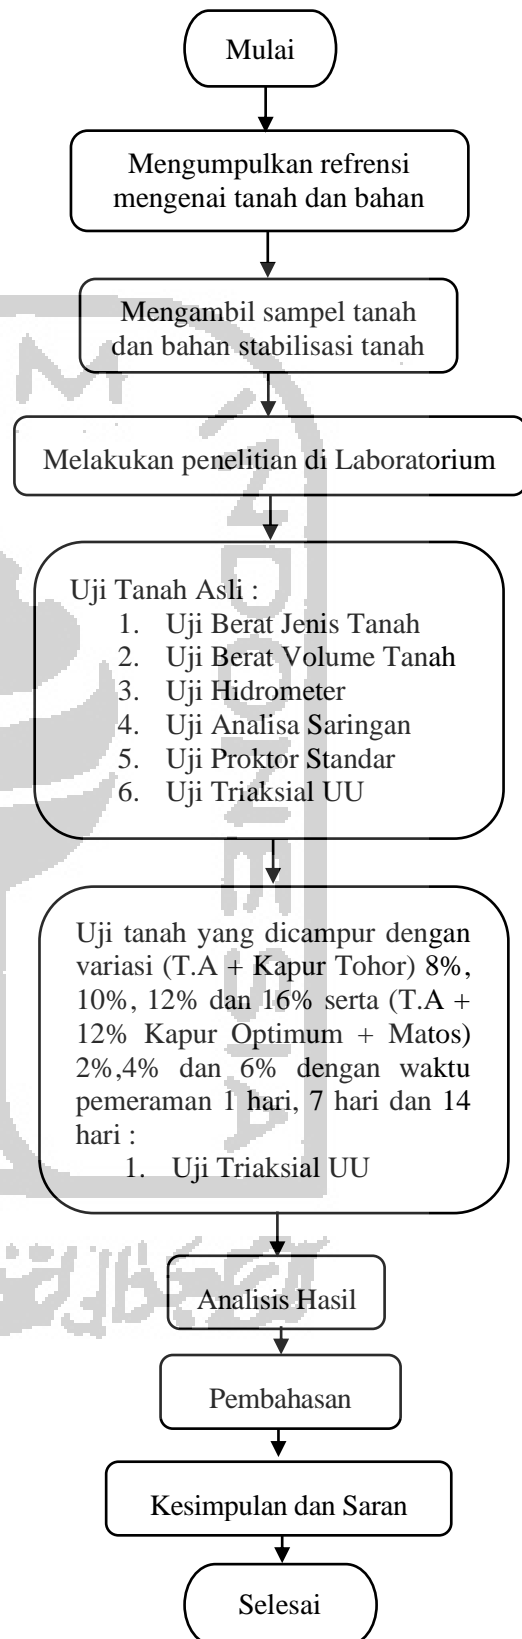 Mulai
Mengumpulkan refrensi
mengenai tanah dan bahan
Mengambil sampel tanah
dan bahan stabilisasi tanah
Melakukan penelitian di Laboratorium
Uji Tanah Asli :
1. Uji Berat Jenis Tanah
2. Uji Berat Volume Tanah
3. Uji Hidrometer
4. Uji Analisa Saringan
5. Uji Proktor Standar
6. Uji Triaksial UU
Uji tanah yang dicampur dengan
variasi (T.A + Kapur Tohor) 8%,
10%, 12% dan 16% serta (T.A +
12% Kapur Optimum + Matos)
2%,4% dan 6% dengan waktu
pemeraman 1 hari, 7 hari dan 14
hari :
1. Uji Triaksial UU
Analisis Hasil
Pembahasan
Kesimpulan dan Saran
Selesai
INDONESIA